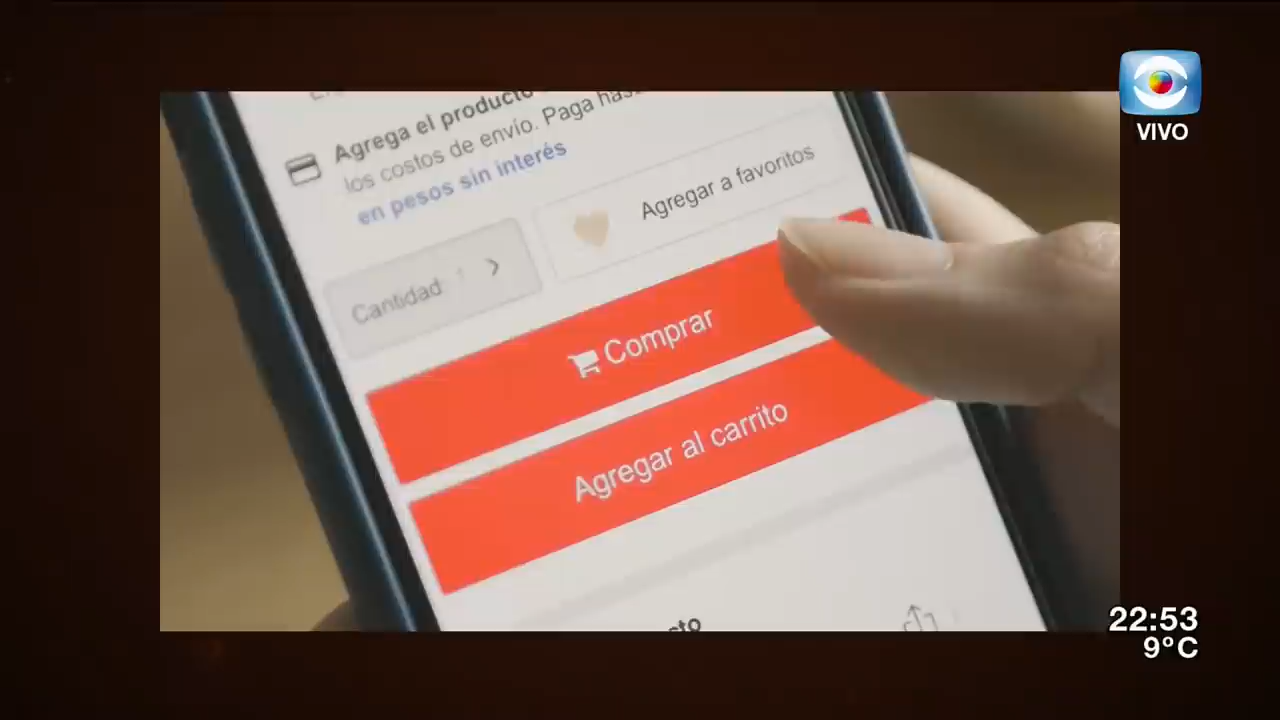 Agrega el producto
los costos de envío. Paga
en pesos sin interés
Agregar a favoritos
Cantidad 1
Comprar
Agregar al carrito
VIVO
22:53
9°C